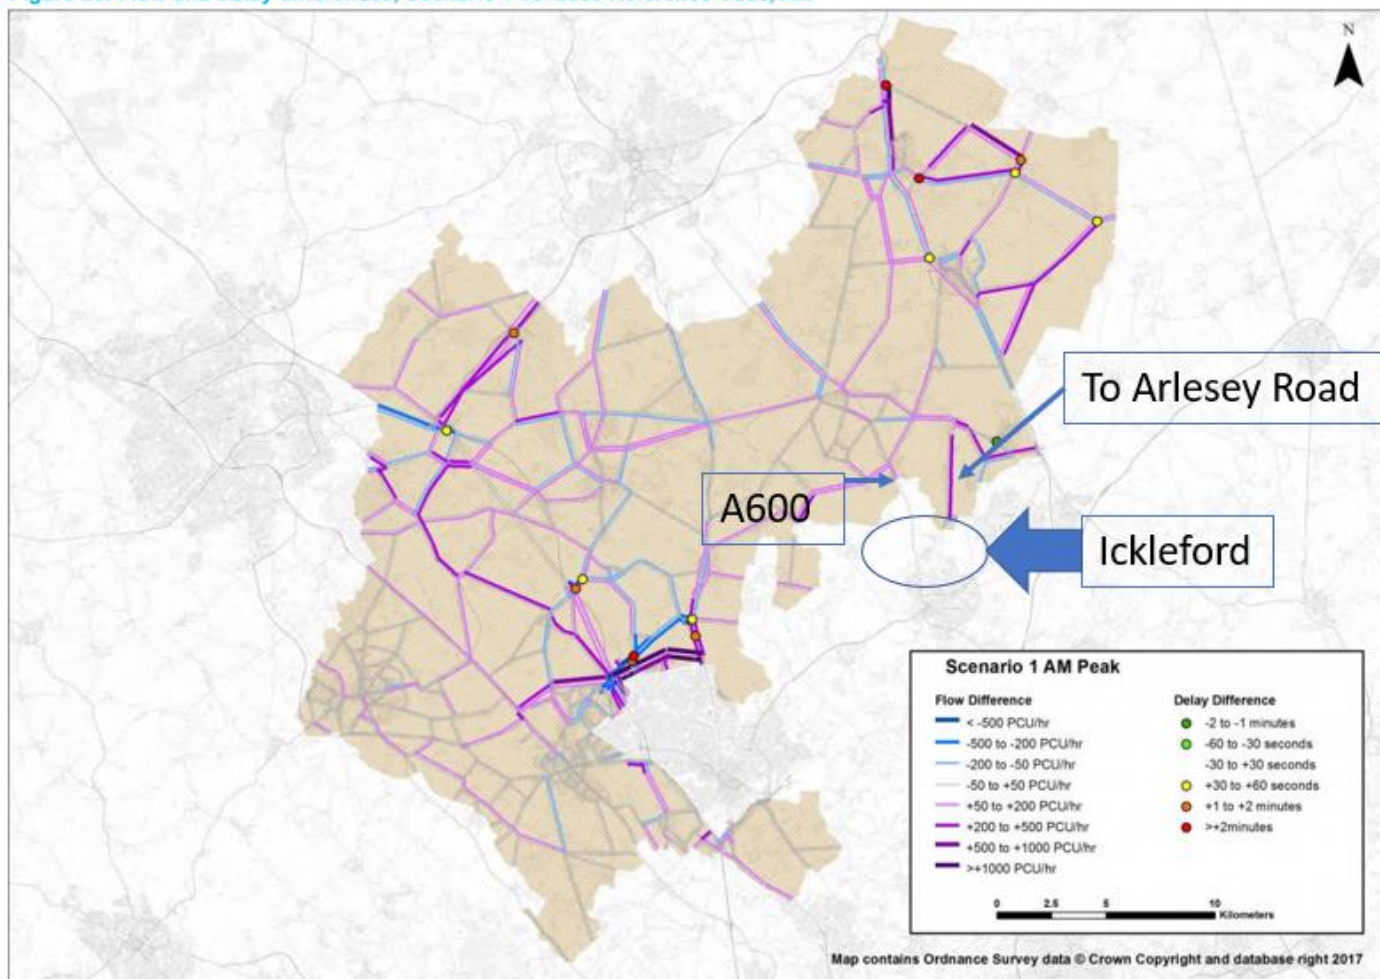 N
To Arlesey Road
A600
Ickleford
Scenario 1 AM Peak
Flow Difference
< -500 PCU/hr
-500 to -200 PCU/hr
-200 to -50 PCU/hr
-50 to +50 PCU/hr
+50 to +200 PCU/hr
+200 to +500 PCU/hr
+500 to +1000 PCU/hr
>+1000 PCU/hr
Delay Difference
-2 to -1 minutes
-60 to -30 seconds
-30 to +30 seconds
+30 to +60 seconds
+1 to +2 minutes
>+2minutes
0 2.5 5 10
Kilometers
Map contains Ordnance Survey data © Crown Copyright and database right 2017